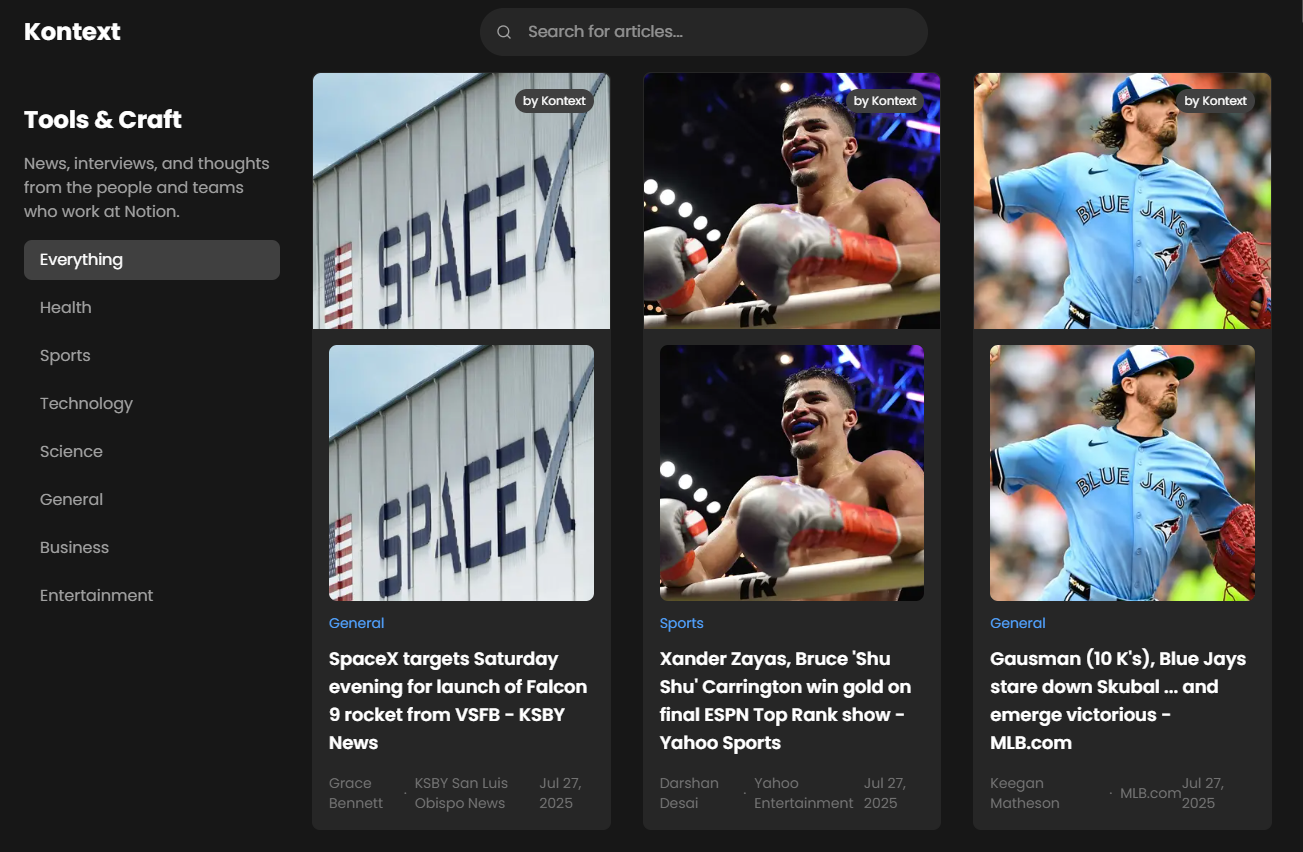 Kontext
Search for articles...
Tools & Craft
News, interviews, and thoughts
from the people and teams
who work at Notion.
Everything
Health
Sports
Technology
Science
General
Business
Entertainment
by Kontext
SPACEX
SPACEX
General
SpaceX targets Saturday
evening for launch of Falcon
9 rocket from VSFB - KSBY
News
Grace
Bennett
·
KSBY San Luis
Obispo News
Jul 27,
2025
by Kontext
TR
TR
Sports
Xander Zayas, Bruce 'Shu
Shu' Carrington win gold on
final ESPN Top Rank show -
Yahoo Sports
Darshan
Desai
·
Yahoo
Entertainment
Jul 27,
2025
by Kontext
BLUE JAYS
BLUE JAYS
General
Gausman (10 K's), Blue Jays
stare down Skubal ... and
emerge victorious -
MLB.com
Keegan
Matheson
·
MLB.com
Jul 27,
2025